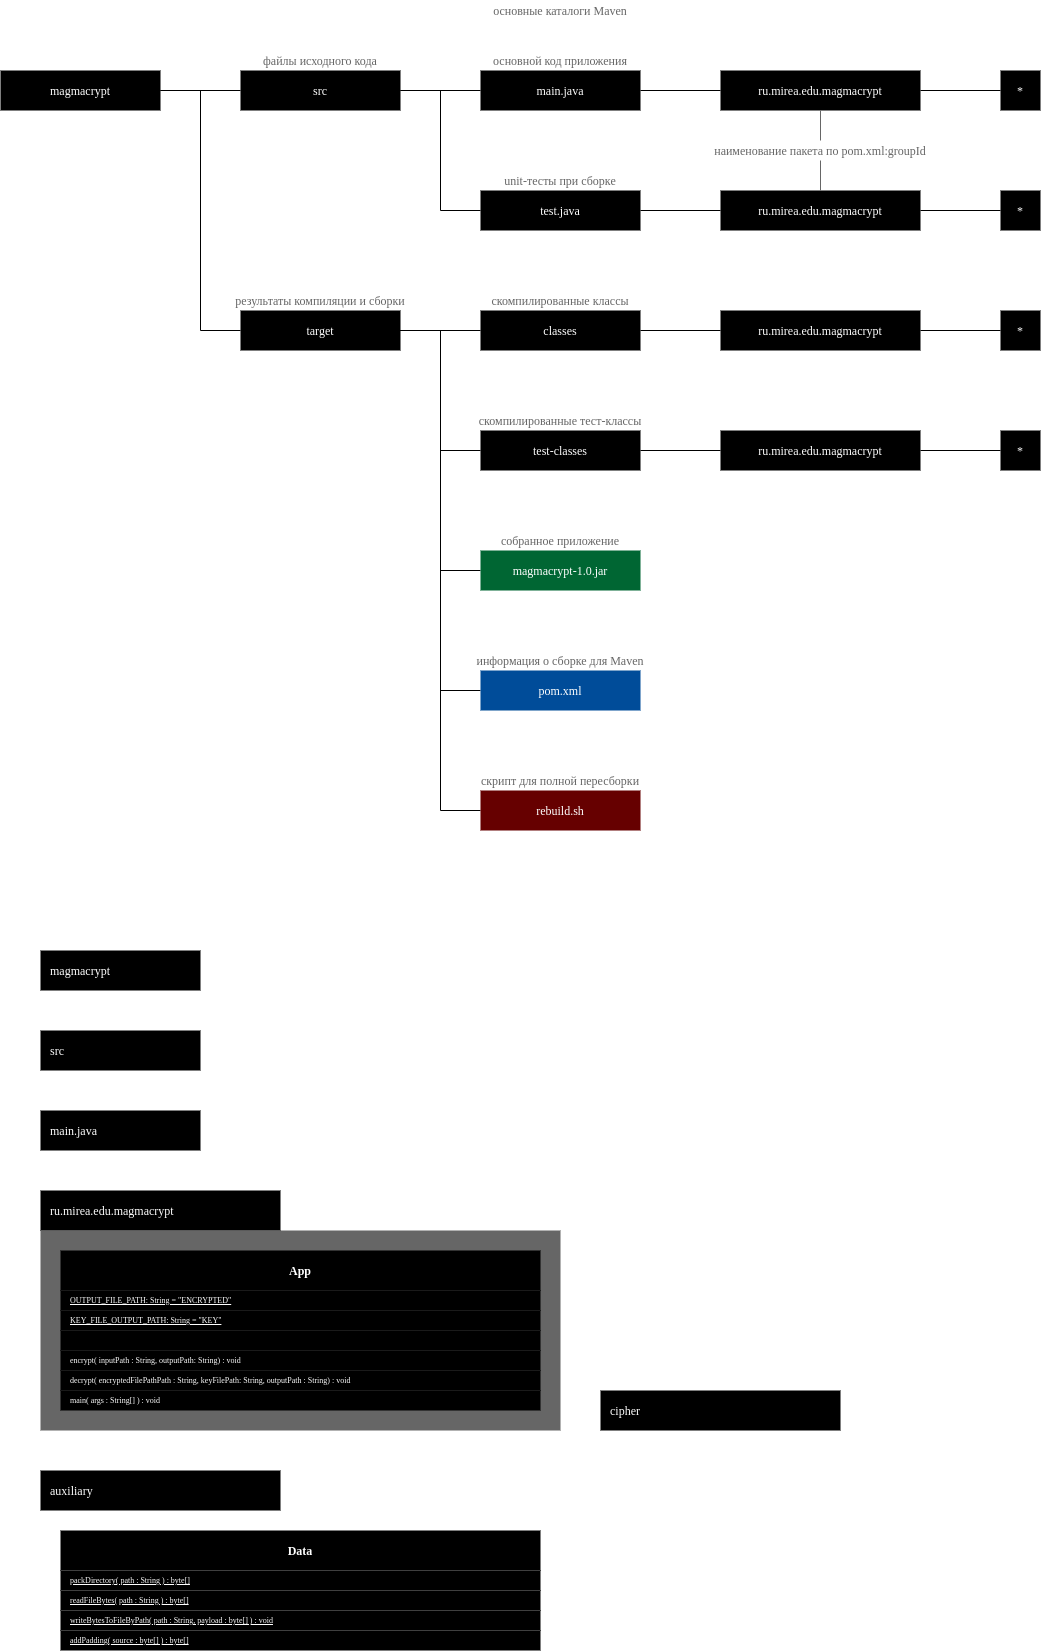 основные каталоги Maven
файлы исходного кода
основной код приложения
magmacrypt
src
main.java
ru.mirea.edu.magmacrypt
*
наименование пакета по pom.xml:groupId
unit-тесты при сборке
test.java
ru.mirea.edu.magmacrypt
*
результаты компиляции и сборки
скомпилированные классы
target
classes
ru.mirea.edu.magmacrypt
*
скомпилированные тест-классы
test-classes
ru.mirea.edu.magmacrypt
*
собранное приложение
magmacrypt-1.0.jar
информация о сборке для Maven
pom.xml
скрипт для полной пересборки
rebuild.sh
magmacrypt
src
main.java
ru.mirea.edu.magmacrypt
App
OUTPUT_FILE_PATH: String = "ENCRYPTED"
KEY_FILE_OUTPUT_PATH: String = "KEY"
encrypt( inputPath : String, outputPath: String) : void
decrypt( encryptedFilePathPath : String, keyFilePath: String, outputPath : String) : void
main( args : String[] ) : void
cipher
auxiliary
Data
packDirectory( path : String ) : byte[]
readFileBytes( path : String ) : byte[]
writeBytesToFileByPath( path : String, payload : byte[] ) : void
addPadding( source : byte[] ) : byte[]